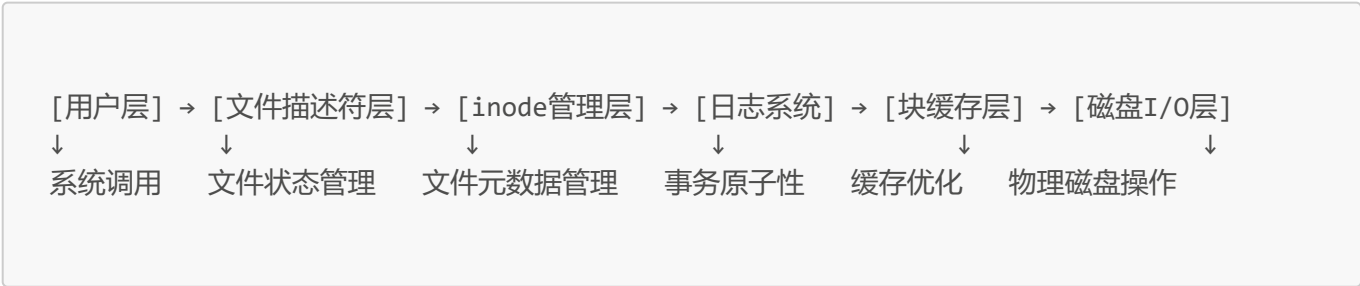 [用户层] → [文件描述符层] → [inode管理层] → [日志系统] → [块缓存层] → [磁盘I/O层]
↓ ↓ ↓ ↓ ↓ ↓
系统调用 文件状态管理 文件元数据管理 事务原子性 缓存优化 物理磁盘操作